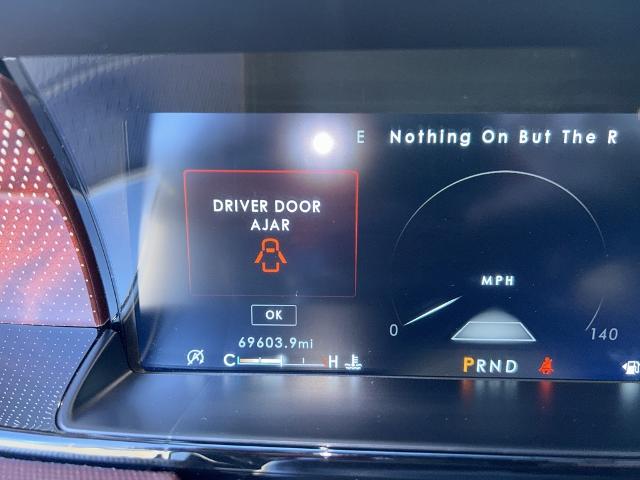 E Nothing On But The R
DRIVER DOOR
AJAR
MPH
OK
0
140
69603.9mi
C H
PRND